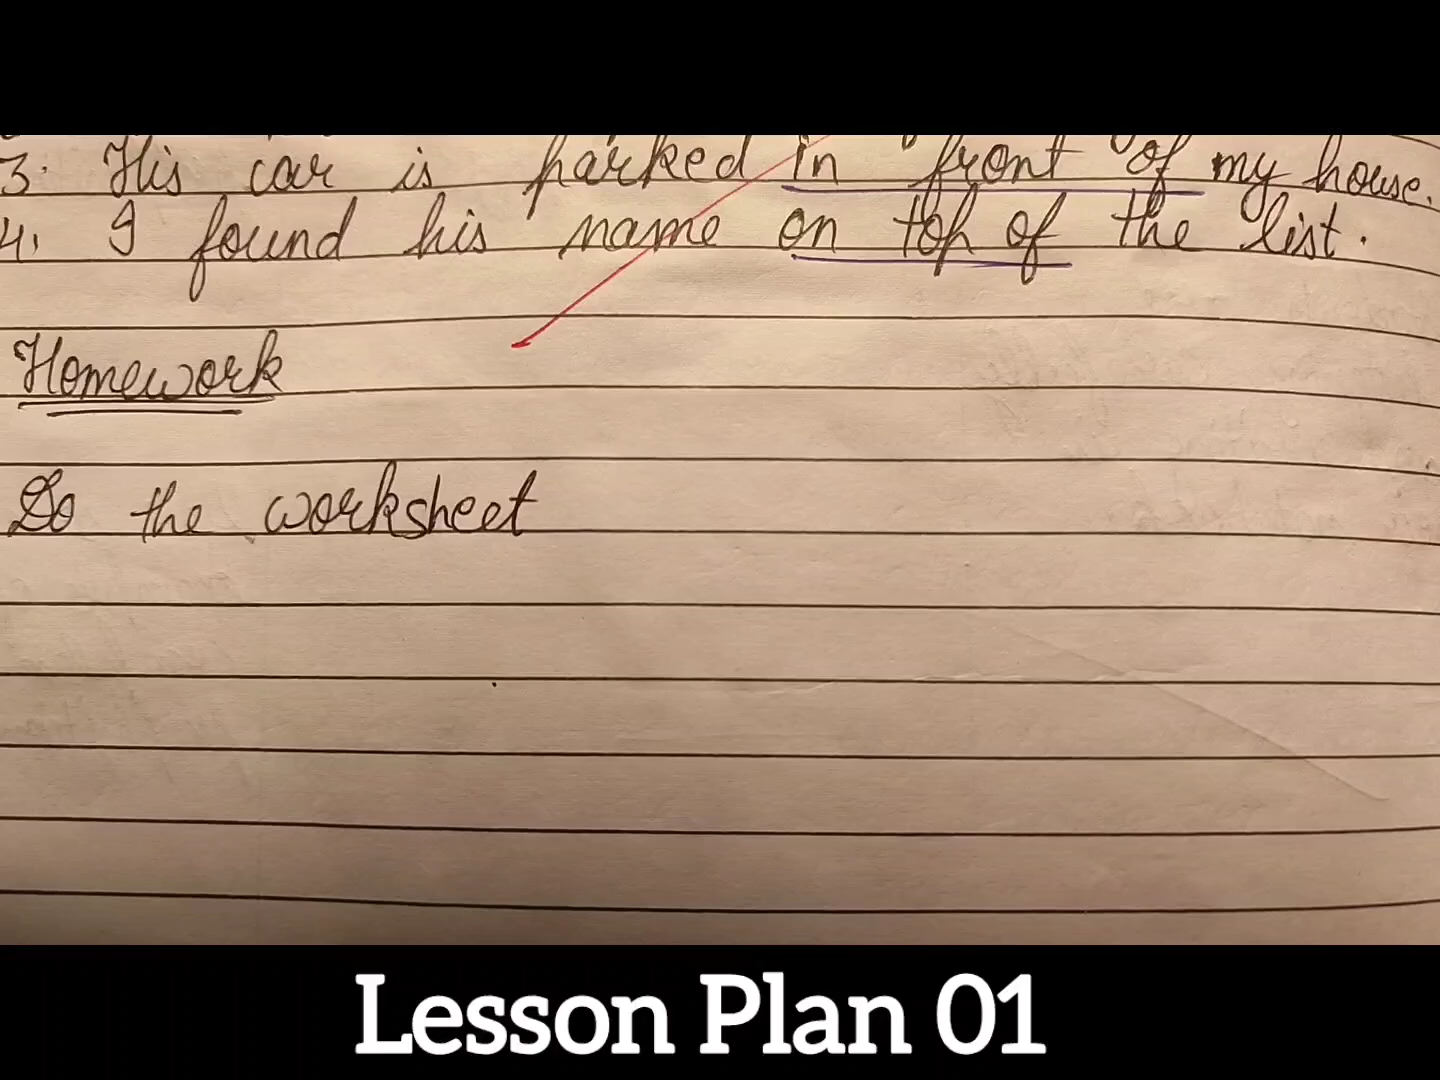 3. His car is parked in front of my house.
4. I found his name on top of the list.
Homework
Do the worksheet
Lesson Plan 01